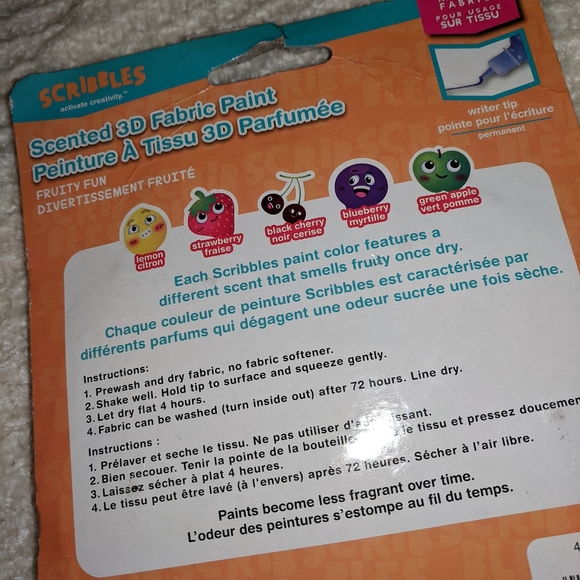 FABRIC
POUR USAGE
SUR TISSU
SCRIBBLES
activate creativity.™
Scented 3D Fabric Paint
Peinture À Tissu 3D Parfumée
writer tip
pointe pour l'écriture
permanent
FRUITY FUN
DIVERTISSEMENT FRUITÉ
lemon
citron
strawberry
fraise
black cherry
noir cerise
blueberry
myrtille
green apple
vert pomme
Each Scribbles paint color features a
different scent that smells fruity once dry.
Chaque couleur de peinture Scribbles est caractérisée par
différents parfums qui dégagent une odeur sucrée une fois sèche.
Instructions:
1. Prewash and dry fabric, no fabric softener.
2. Shake well. Hold tip to surface and squeeze gently.
3. Let dry flat 4 hours.
4. Fabric can be washed (turn inside out) after 72 hours. Line dry.
Instructions :
1. Prélaver et seche le tissu. Ne pas utiliser
2. Bien secouer. Tenir la pointe de la bouteille le tissu et pressez
3. Laissez sécher à plat 4 heures.
4. Le tissu peut être lavé (à l'envers) après 72 heures. Sécher à l'air libre.
Paints become less fragrant over time.
L'odeur des peintures s'estompe au fil du temps.